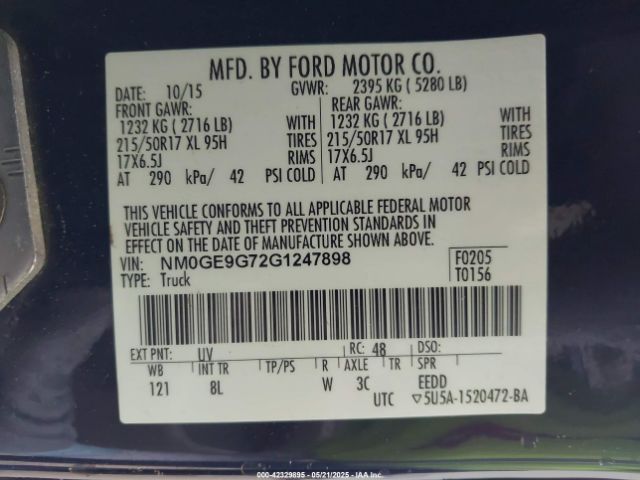 MFD. BY FORD MOTOR CO.
DATE: 10/15 GVWR: 2395 KG ( 5280 LB)
FRONT GAWR: REAR GAWR:
1232 KG ( 2716 LB) WITH 1232 KG ( 2716 LB) WITH
215/50R17 XL 95H TIRES 215/50R17 XL 95H TIRES
17X6.5J RIMS 17X6.5J RIMS
AT 290 kPa/ 42 PSI COLD AT 290 kPa/ 42 PSI COLD
THIS VEHICLE CONFORMS TO ALL APPLICABLE FEDERAL MOTOR
VEHICLE SAFETY AND THEFT PREVENTION STANDARDS IN
EFFECT ON THE DATE OF MANUFACTURE SHOWN ABOVE.
VIN: NM0GE9G72G1247898 F0205
TYPE: Truck T0156
EXT PNT: UV RC: 48 DSO:
WB INT TR TP/PS R AXLE TR SPR
121 8L W 3C EEDD
UTC ▽5U5A-1520472-BA
000-42329895 - 05/21/2025 - IAAI, Inc.